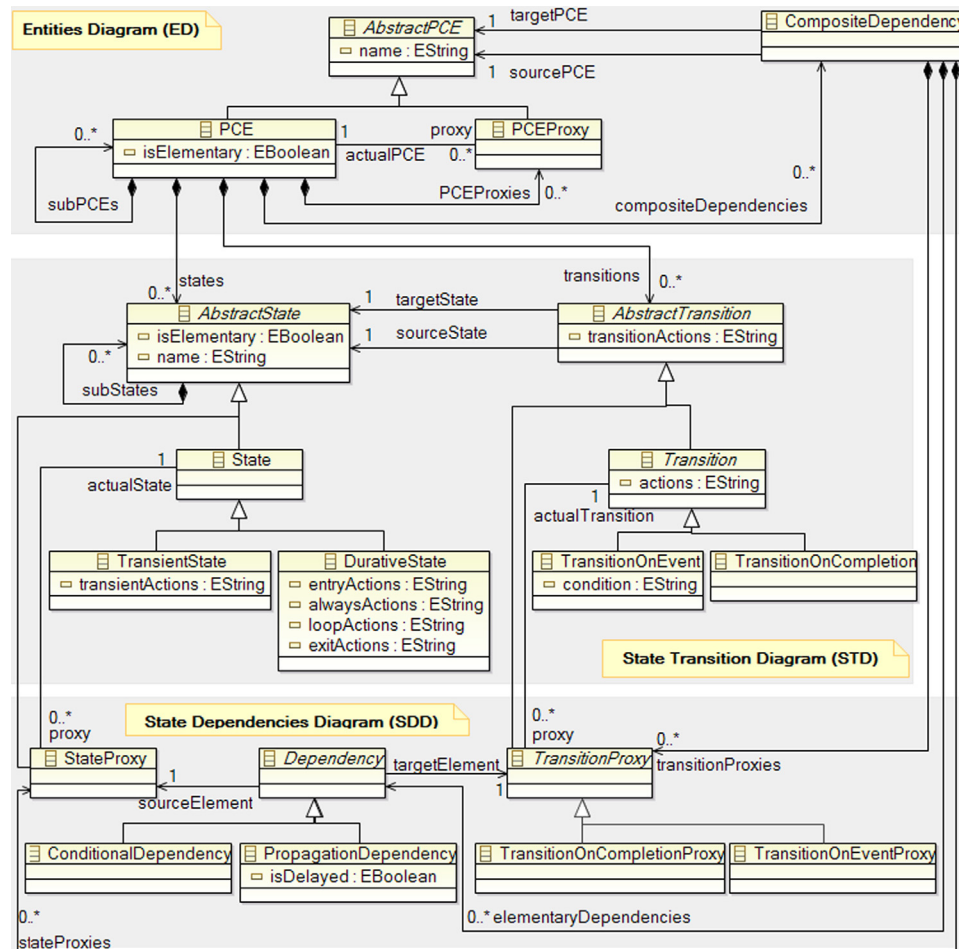 Entities Diagram (ED)
AbstractPCE
name : EString
1
targetPCE
1
sourcePCE
CompositeDependency
0..*
PCE
isElementary : EBoolean
1
actualPCE
proxy
0..*
PCEProxy
0..*
subPCEs
PCEProxies
0..*
compositeDependencies
states
0..*
transitions
0..*
AbstractState
isElementary : EBoolean
name : EString
1
targetState
1
sourceState
AbstractTransition
transitionActions : EString
0..*
subStates
1
actualState
State
Transition
actions : EString
1
actualTransition
TransientState
transientActions : EString
DurativeState
entryActions : EString
alwaysActions : EString
loopActions : EString
exitActions : EString
TransitionOnEvent
condition : EString
TransitionOnCompletion
State Transition Diagram (STD)
State Dependencies Diagram (SDD)
0..*
proxy
0..*
proxy
0..*
transitionProxies
StateProxy
1
sourceElement
Dependency
targetElement
1
TransitionProxy
ConditionalDependency
PropagationDependency
isDelayed : EBoolean
TransitionOnCompletionProxy
TransitionOnEventProxy
0..*
stateProxies
0..* elementaryDependencies